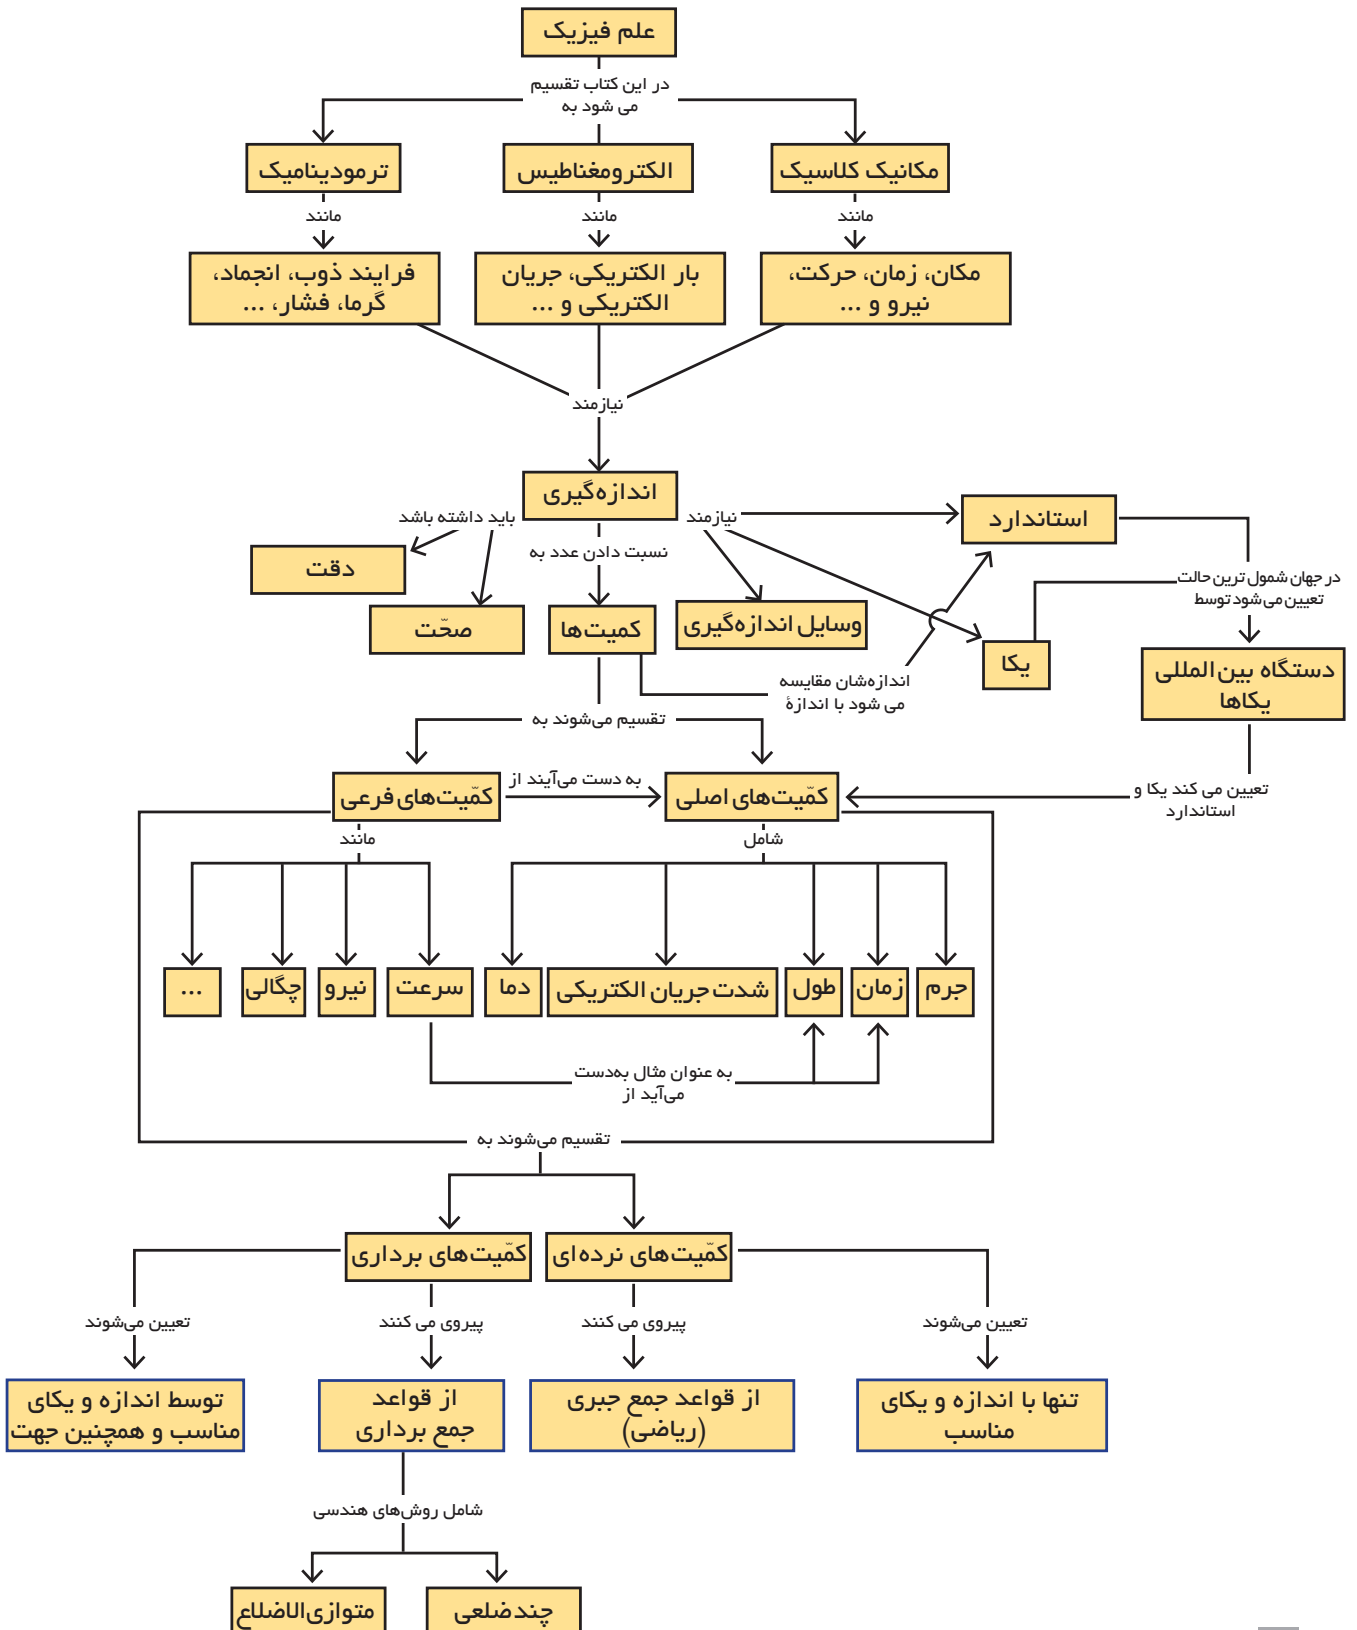 علم فیزیک
در این کتاب تقسیم
می شود به
مکانیک کلاسیک
الکترومغناطیس
ترمودینامیک
مانند
مانند
مانند
مکان، زمان، حرکت،
نیرو و ...
بار الکتریکی، جریان
الکتریکی و ...
فرایند ذوب، انجماد،
گرما، فشار، ...
نیازمند
اندازه‌گیری
استاندارد
نیازمند
باید داشته باشد
نسبت دادن عدد به
دقت
در جهان شمول ترین حالت
تعیین می‌شود توسط
وسایل اندازه‌گیری
کمیت‌ها
صحّت
یکا
دستگاه بین‌المللی
یکاها
اندازه‌شان مقایسه
می شود با اندازهٔ
تقسیم می‌شوند به
به دست می‌آیند از
کمّیت‌های اصلی
کمّیت‌های فرعی
تعیین می کند یکا و
استاندارد
شامل
مانند
جرم
زمان
طول
شدت جریان الکتریکی
دما
سرعت
نیرو
چگالی
...
به عنوان مثال به‌دست
می‌آید از
تقسیم می‌شوند به
کمّیت‌های نرده‌ای
کمّیت‌های برداری
تعیین می‌شوند
پیروی می کنند
پیروی می کنند
تعیین می‌شوند
تنها با اندازه و یکای
مناسب
از قواعد جمع جبری
(ریاضی)
از قواعد
جمع برداری
توسط اندازه و یکای
مناسب و همچنین جهت
شامل روش‌های هندسی
چندضلعی
متوازی‌الاضلاع